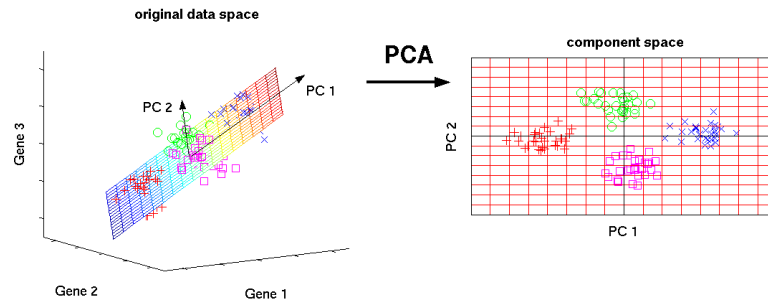 original data space
PCA
component space
PC 1
PC 2
Gene 3
Gene 2
Gene 1
PC 2
PC 1